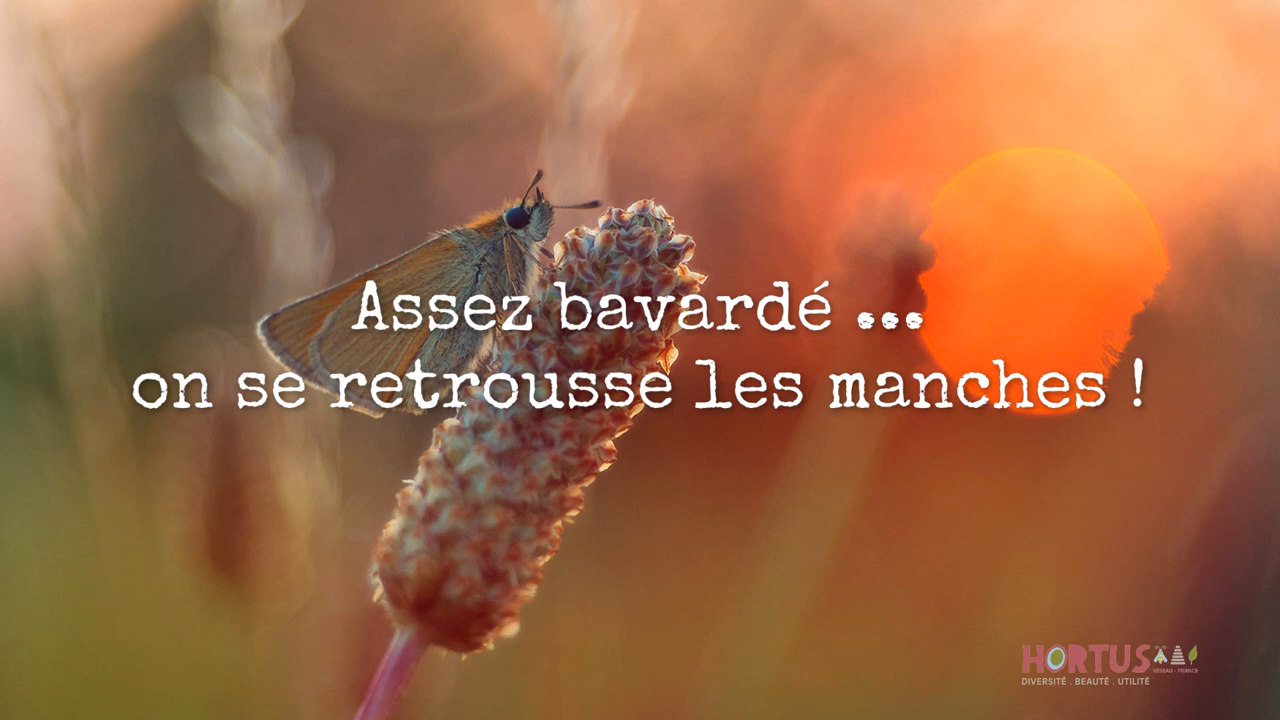 Assez bavardé ...
on se retrousse les manches !
HORTUS
RÉSEAU - FRANCE
DIVERSITÉ . BEAUTÉ . UTILITÉ